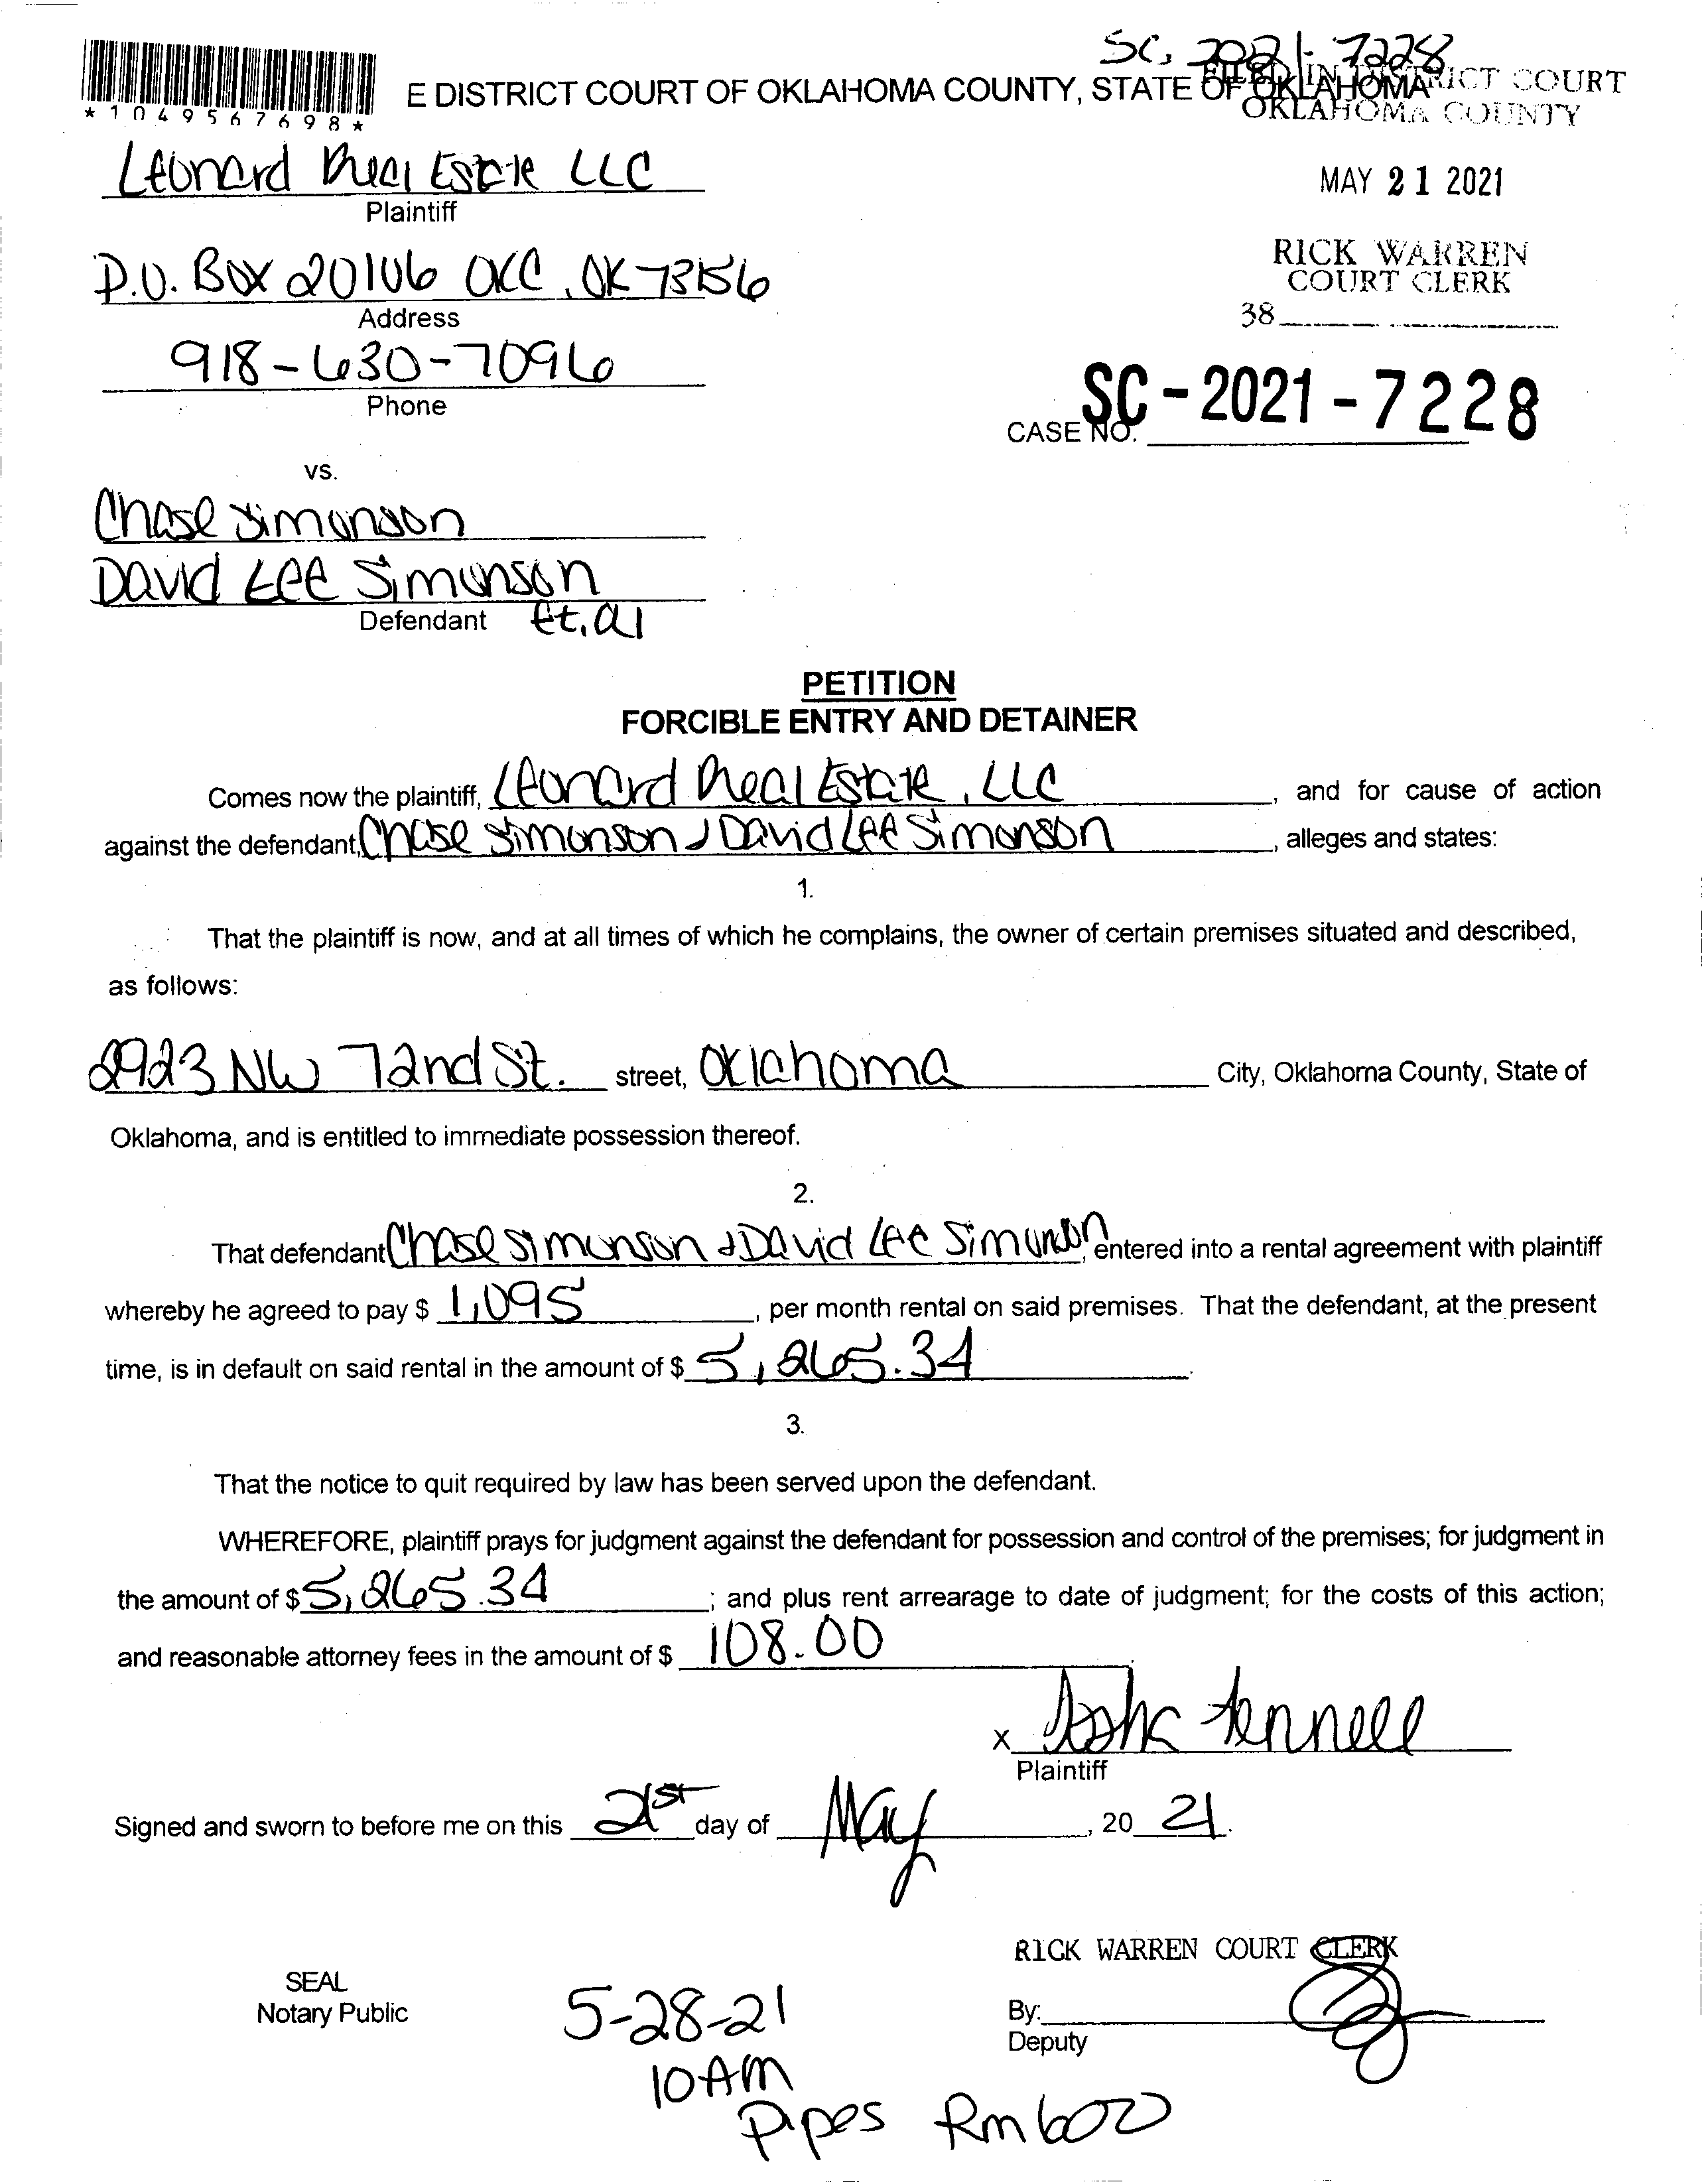 SC, 2021-7228
E DISTRICT COURT OF OKLAHOMA COUNTY, STATE OF OKLAHOMA
FILED IN DISTRICT COURT
OKLAHOMA COUNTY
*1049567698*
Leonard Real Estate LLC
Plaintiff
MAY 21 2021
P.O. Box 20106 OKC, OK 73156
Address
RICK WARREN
COURT CLERK
38
918-630-7096
Phone
SC-2021-7228
CASE NO.
vs.
Chase Simonson
David Lee Simonson
Defendant et. al
PETITION
FORCIBLE ENTRY AND DETAINER
Comes now the plaintiff, Leonard Real Estate, LLC, and for cause of action
against the defendant, Chase Simonson & David Lee Simonson, alleges and states:
1.
That the plaintiff is now, and at all times of which he complains, the owner of certain premises situated and described,
as follows:
2923 NW 72nd St. street, Oklahoma City, Oklahoma County, State of
Oklahoma, and is entitled to immediate possession thereof.
2.
That defendant Chase Simonson & David Lee Simonson, entered into a rental agreement with plaintiff
whereby he agreed to pay $ 1,095, per month rental on said premises. That the defendant, at the present
time, is in default on said rental in the amount of $ 5,265.34.
3.
That the notice to quit required by law has been served upon the defendant.
WHEREFORE, plaintiff prays for judgment against the defendant for possession and control of the premises; for judgment in
the amount of $ 5,265.34; and plus rent arrearage to date of judgment; for the costs of this action;
and reasonable attorney fees in the amount of $ 108.00.
x
Plaintiff
Signed and sworn to before me on this 21st day of May, 20 21.
RICK WARREN COURT CLERK
SEAL
Notary Public
By:
Deputy
5-28-21
10AM
Pipes Rm 600